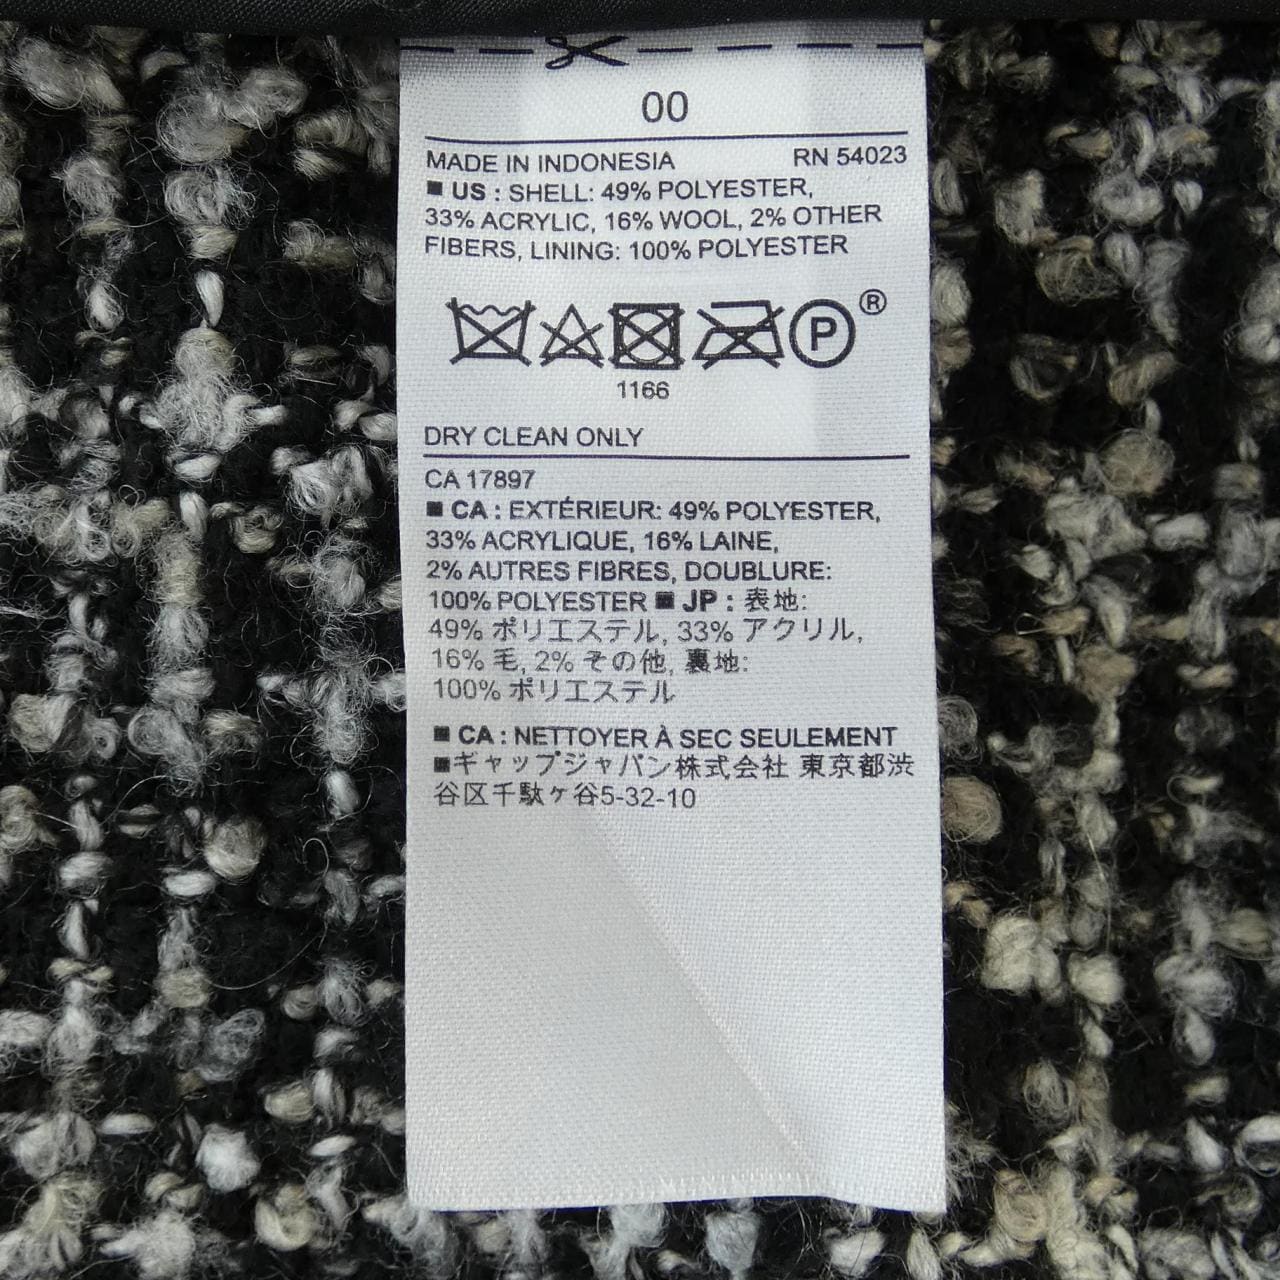 00
MADE IN INDONESIA RN 54023
■ US : SHELL: 49% POLYESTER,
33% ACRYLIC, 16% WOOL, 2% OTHER
FIBERS, LINING: 100% POLYESTER
P ®
1166
DRY CLEAN ONLY
CA 17897
■ CA : EXTÉRIEUR: 49% POLYESTER,
33% ACRYLIQUE, 16% LAINE,
2% AUTRES FIBRES, DOUBLURE:
100% POLYESTER ■ JP : 表地:
49% ポリエステル, 33% アクリル,
16% 毛, 2% その他, 裏地:
100% ポリエステル
■ CA : NETTOYER À SEC SEULEMENT
■ギャップジャパン株式会社 東京都渋
谷区千駄ヶ谷5-32-10